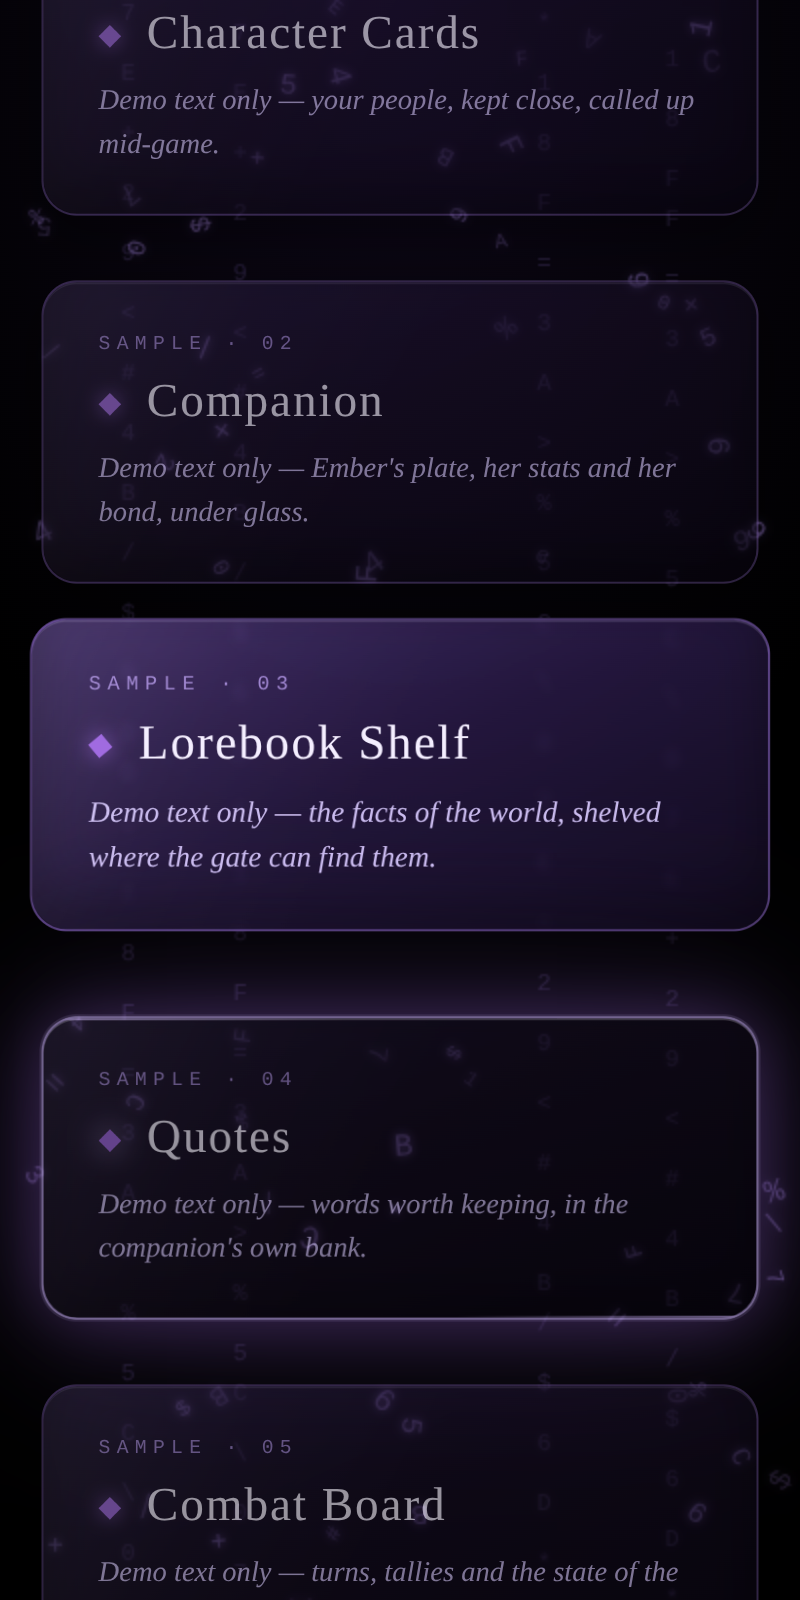 Character Cards
Demo text only — your people, kept close, called up
mid-game.
SAMPLE · 02
Companion
Demo text only — Ember's plate, her stats and her
bond, under glass.
SAMPLE · 03
Lorebook Shelf
Demo text only — the facts of the world, shelved
where the gate can find them.
SAMPLE · 04
Quotes
Demo text only — words worth keeping, in the
companion's own bank.
SAMPLE · 05
Combat Board
Demo text only — turns, tallies and the state of the